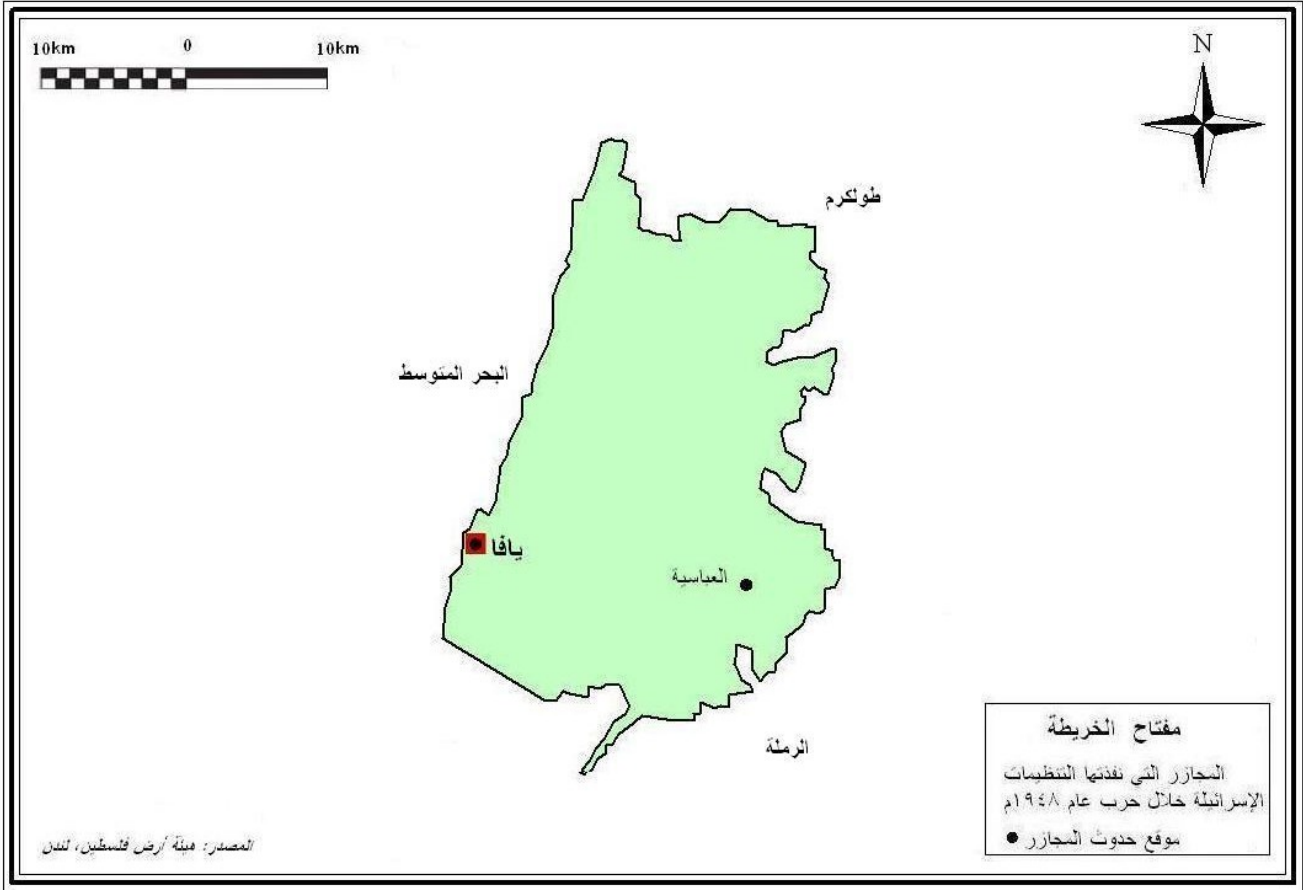 10km 0 10km
N
طولكرم
البحر المتوسط
يافا
العباسية
الرملة
مفتاح الخريطة
المجازر التي نفذتها التنظيمات
الإسرائيلة خلال حرب عام ١٩٤٨م
موقع حدوث المجازر
المصدر: هيئة أرض فلسطين، لندن